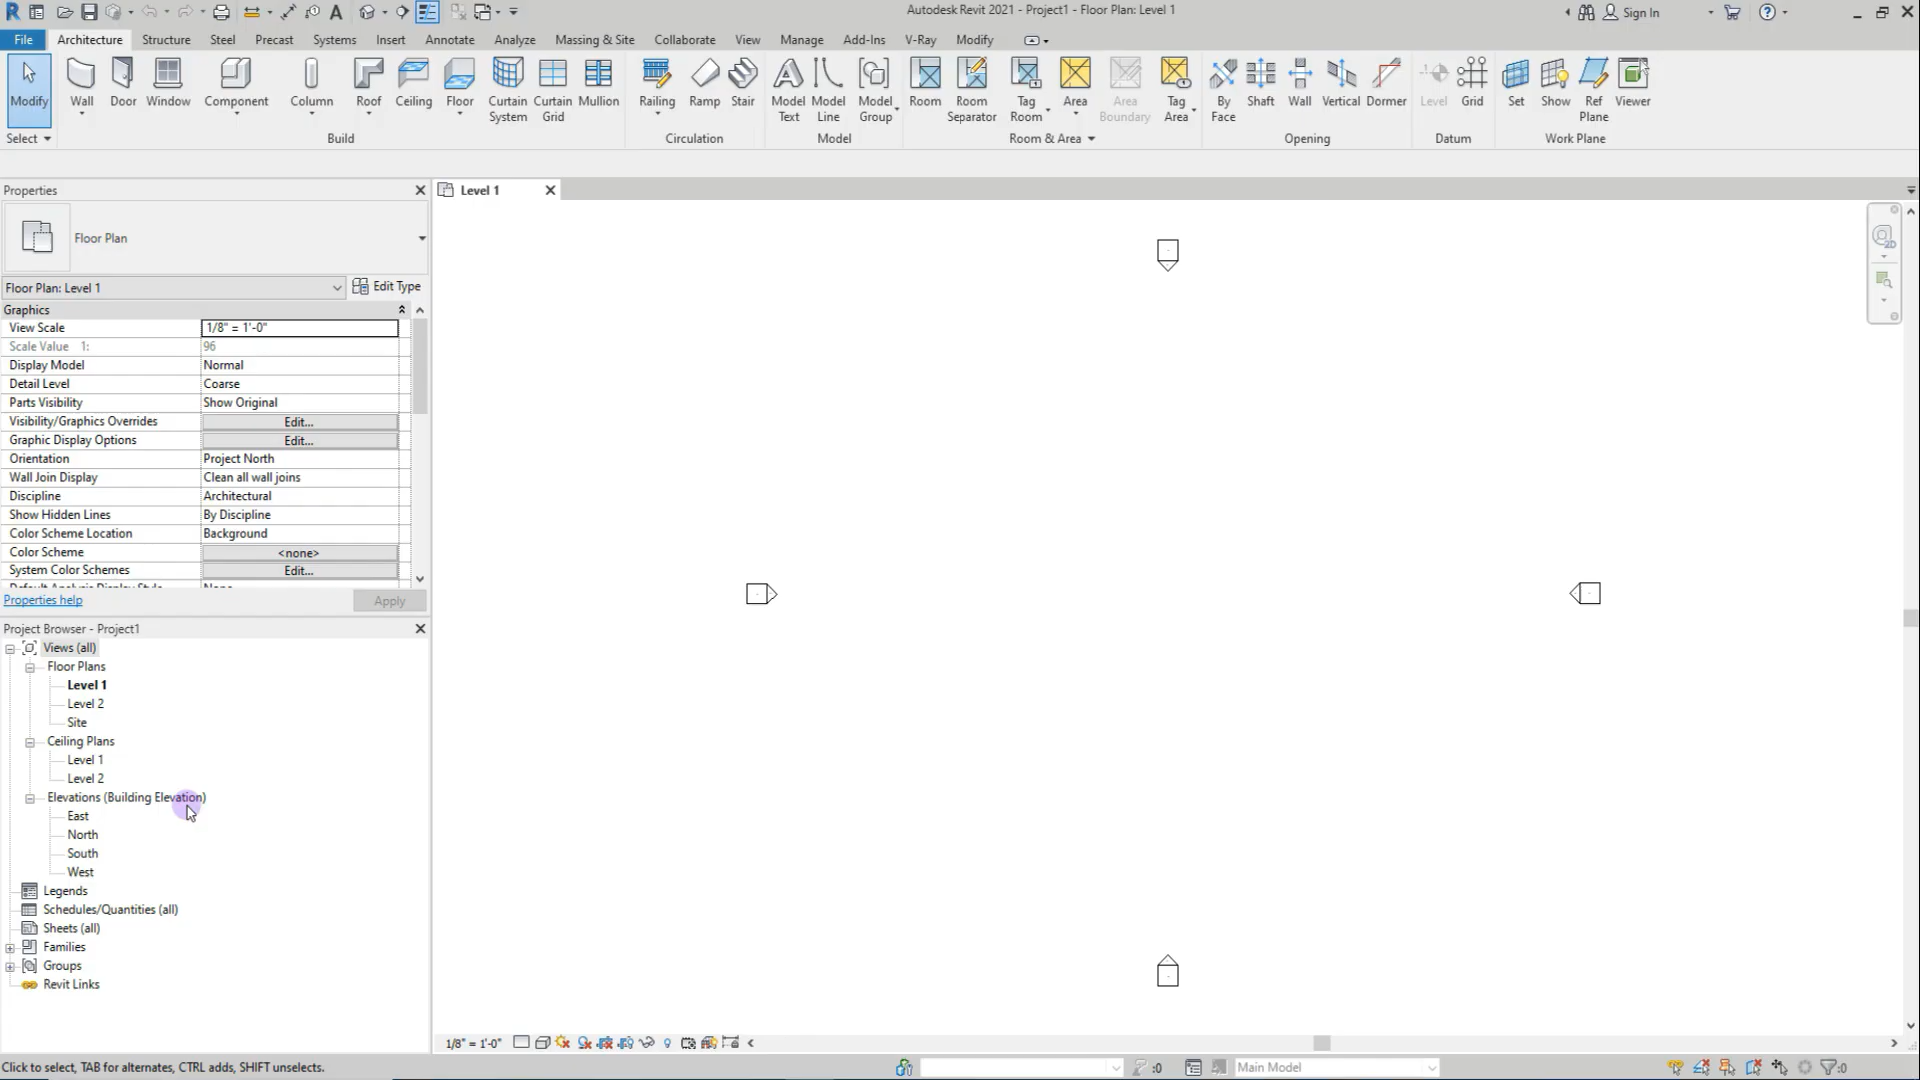 Autodesk Revit 2021 - Project1 - Floor Plan: Level 1
Sign In
File Architecture Structure Steel Precast Systems Insert Annotate Analyze Massing & Site Collaborate View Manage Add-Ins V-Ray Modify
Modify Wall Door Window Component Column Roof Ceiling Floor Curtain System Curtain Grid Mullion Railing Ramp Stair Model Text Model Line Model Group Room Room Separator Tag Room Area Area Boundary Tag Area By Face Shaft Wall Vertical Dormer Level Grid Set Show Ref Plane Viewer
Select Build Circulation Model Room & Area Opening Datum Work Plane
Properties
Level 1
Floor Plan
Floor Plan: Level 1 Edit Type
Graphics
View Scale 1/8" = 1'-0"
Scale Value 1: 96
Display Model Normal
Detail Level Coarse
Parts Visibility Show Original
Visibility/Graphics Overrides Edit...
Graphic Display Options Edit...
Orientation Project North
Wall Join Display Clean all wall joins
Discipline Architectural
Show Hidden Lines By Discipline
Color Scheme Location Background
Color Scheme <none>
System Color Schemes Edit...
Default Analysis Display Style None
Properties help Apply
Project Browser - Project1
Views (all)
Floor Plans
Level 1
Level 2
Site
Ceiling Plans
Level 1
Level 2
Elevations (Building Elevation)
East
North
South
West
Legends
Schedules/Quantities (all)
Sheets (all)
Families
Groups
Revit Links
2D
1/8" = 1'-0"
Click to select, TAB for alternates, CTRL adds, SHIFT unselects.
:0
Main Model
:0